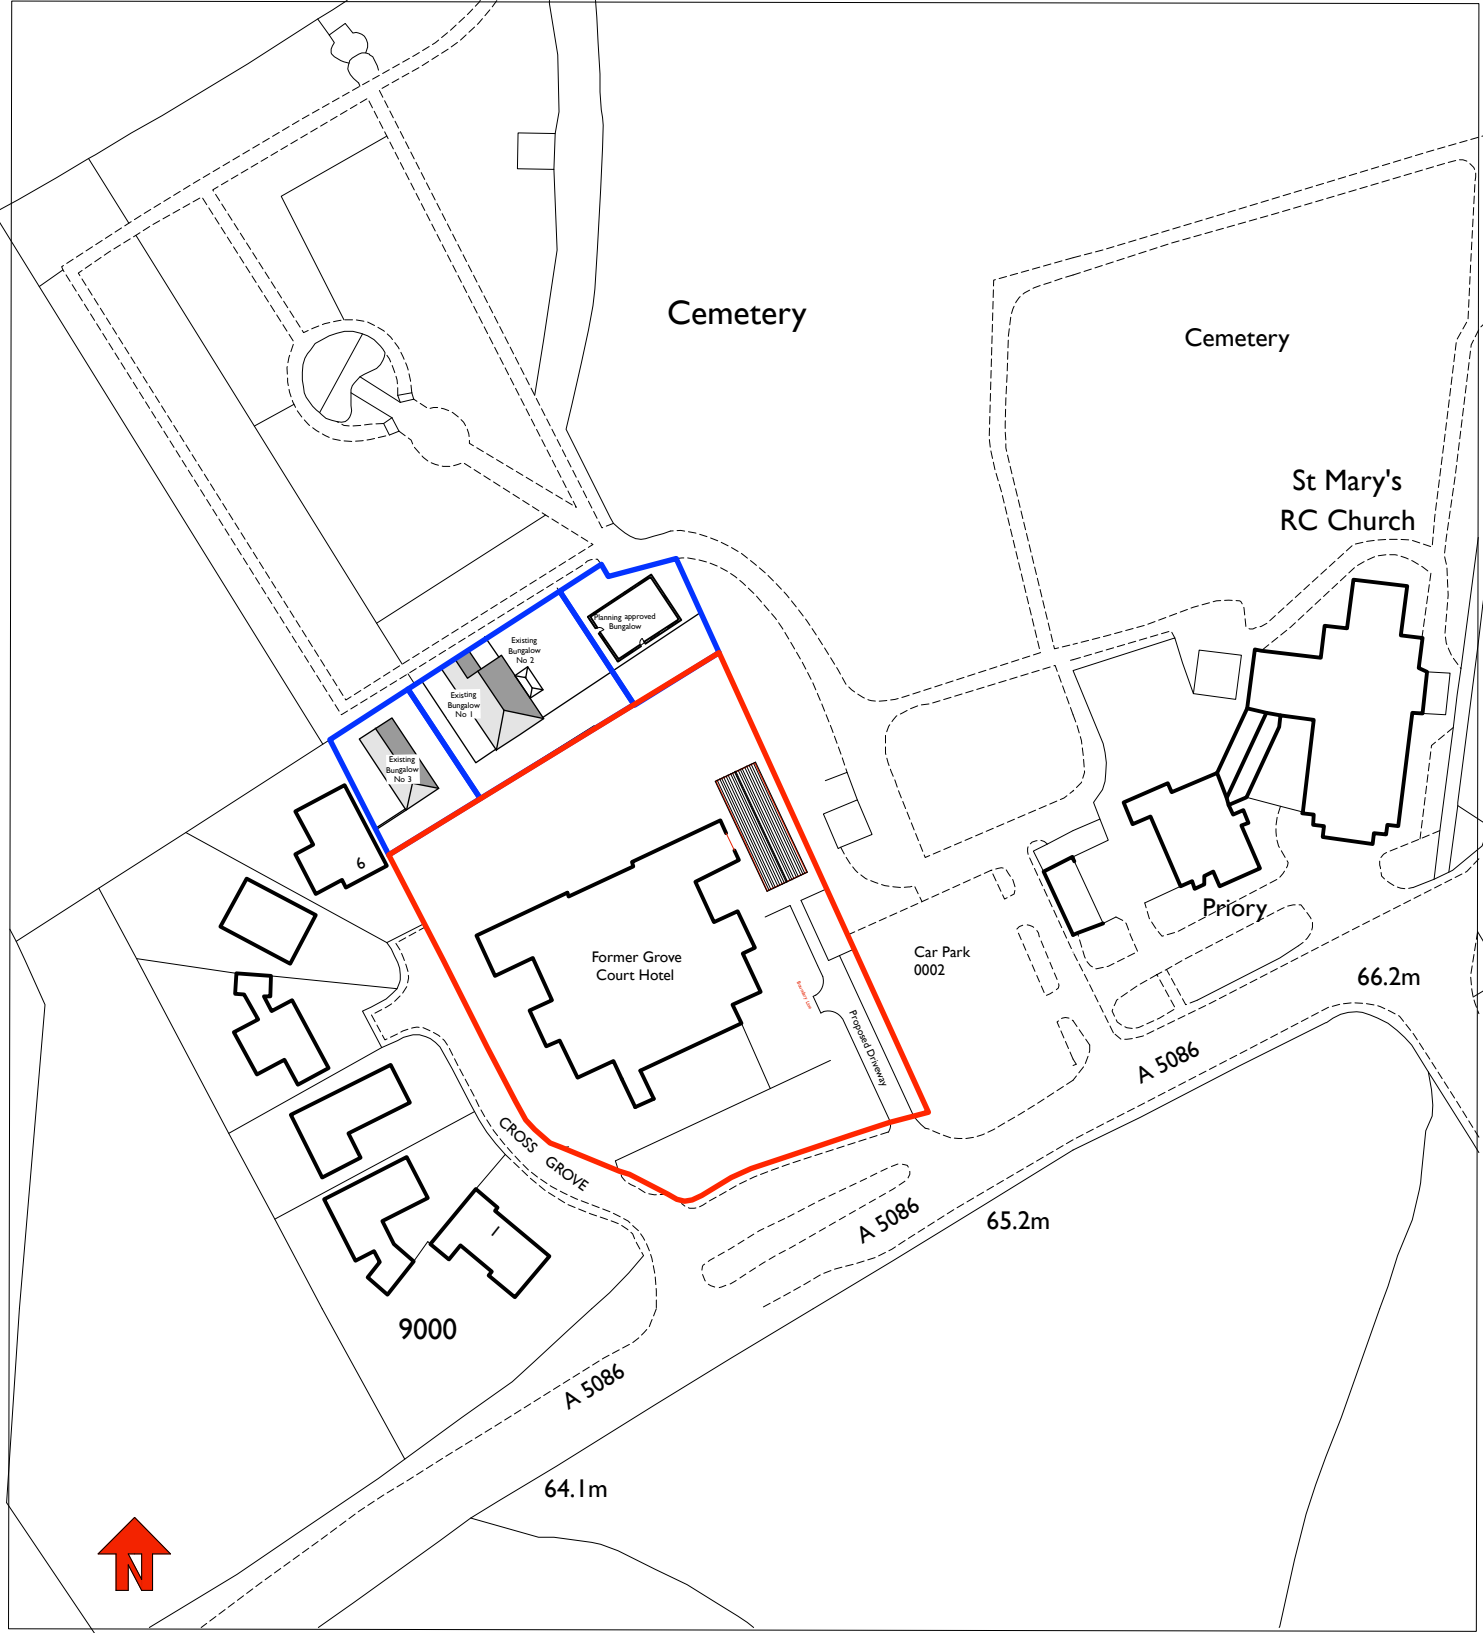 Cemetery
Cemetery
St Mary's
RC Church
Planning approved
Bungalow
Existing
Bungalow
No 2
Existing
Bungalow
No 1
Existing
Bungalow
No 3
6
Former Grove
Court Hotel
Car Park
0002
Priory
66.2m
Proposed Driveway
A 5086
CROSS GROVE
1
A 5086
65.2m
9000
A 5086
64.1m
N